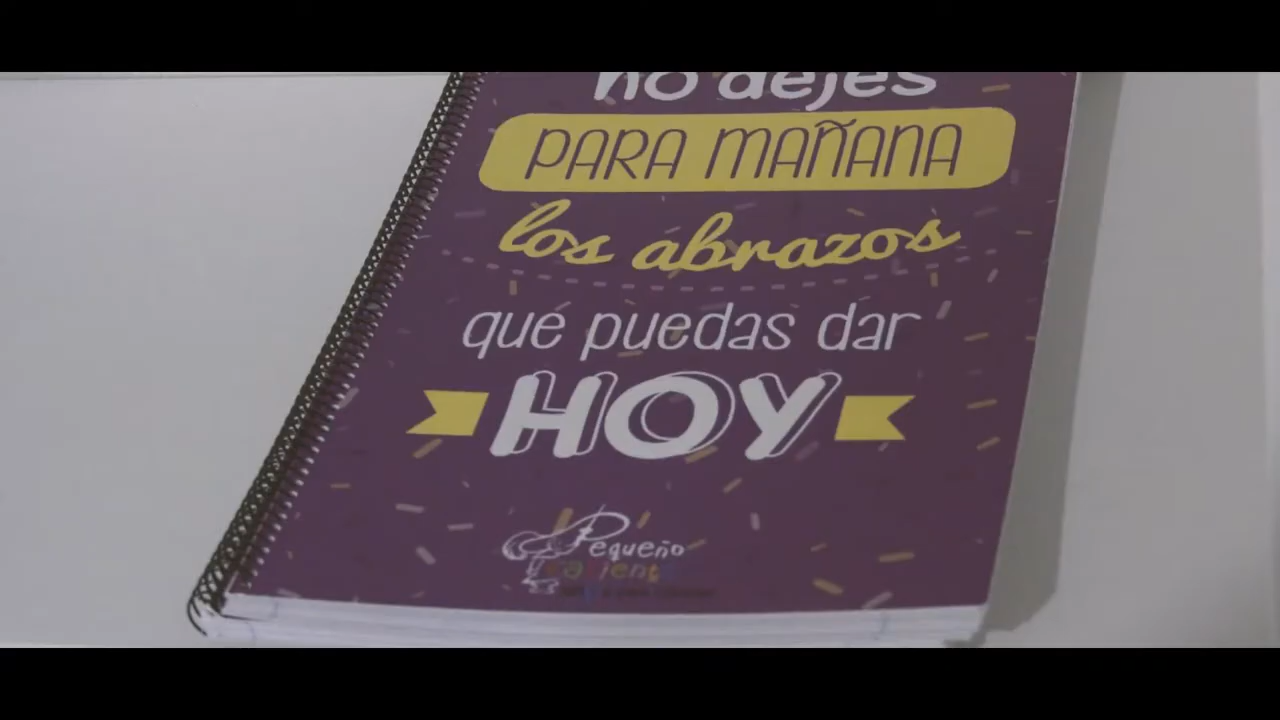 no dejes
PARA MAÑANA
los abrazos
que puedas dar
HOY
Pequeño